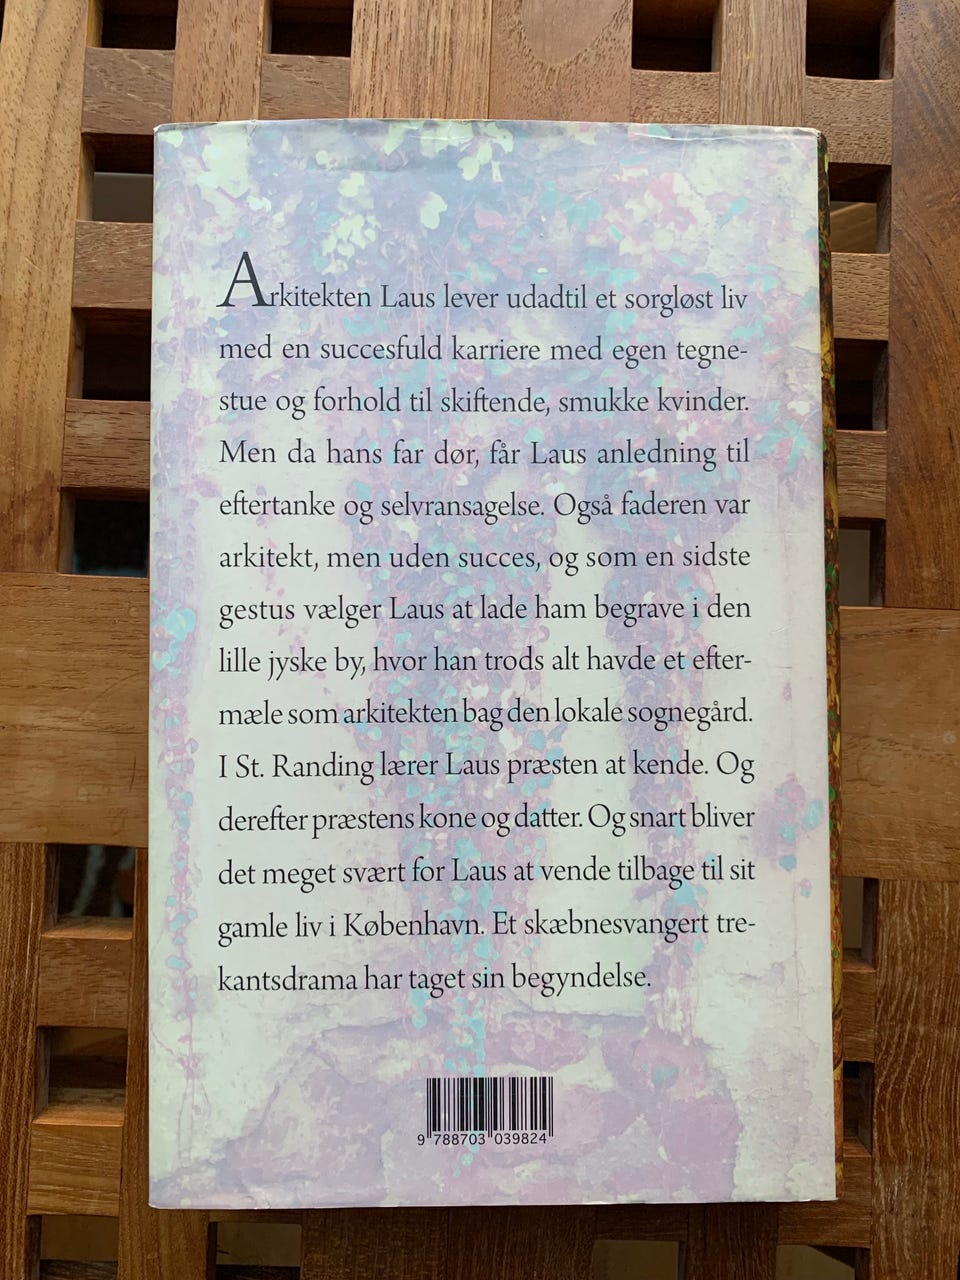 Arkitekten Laus lever udadtil et sorgløst liv
med en succesfuld karriere med egen tegne-
stue og forhold til skiftende, smukke kvinder.
Men da hans far dør, får Laus anledning til
eftertanke og selvransagelse. Også faderen var
arkitekt, men uden succes, og som en sidste
gestus vælger Laus at lade ham begrave i den
lille jyske by, hvor han trods alt havde et efter-
mæle som arkitekten bag den lokale sognegård.
I St. Randing lærer Laus præsten at kende. Og
derefter præstens kone og datter. Og snart bliver
det meget svært for Laus at vende tilbage til sit
gamle liv i København. Et skæbnesvangert tre-
kantsdrama har taget sin begyndelse.
9 788703 039824